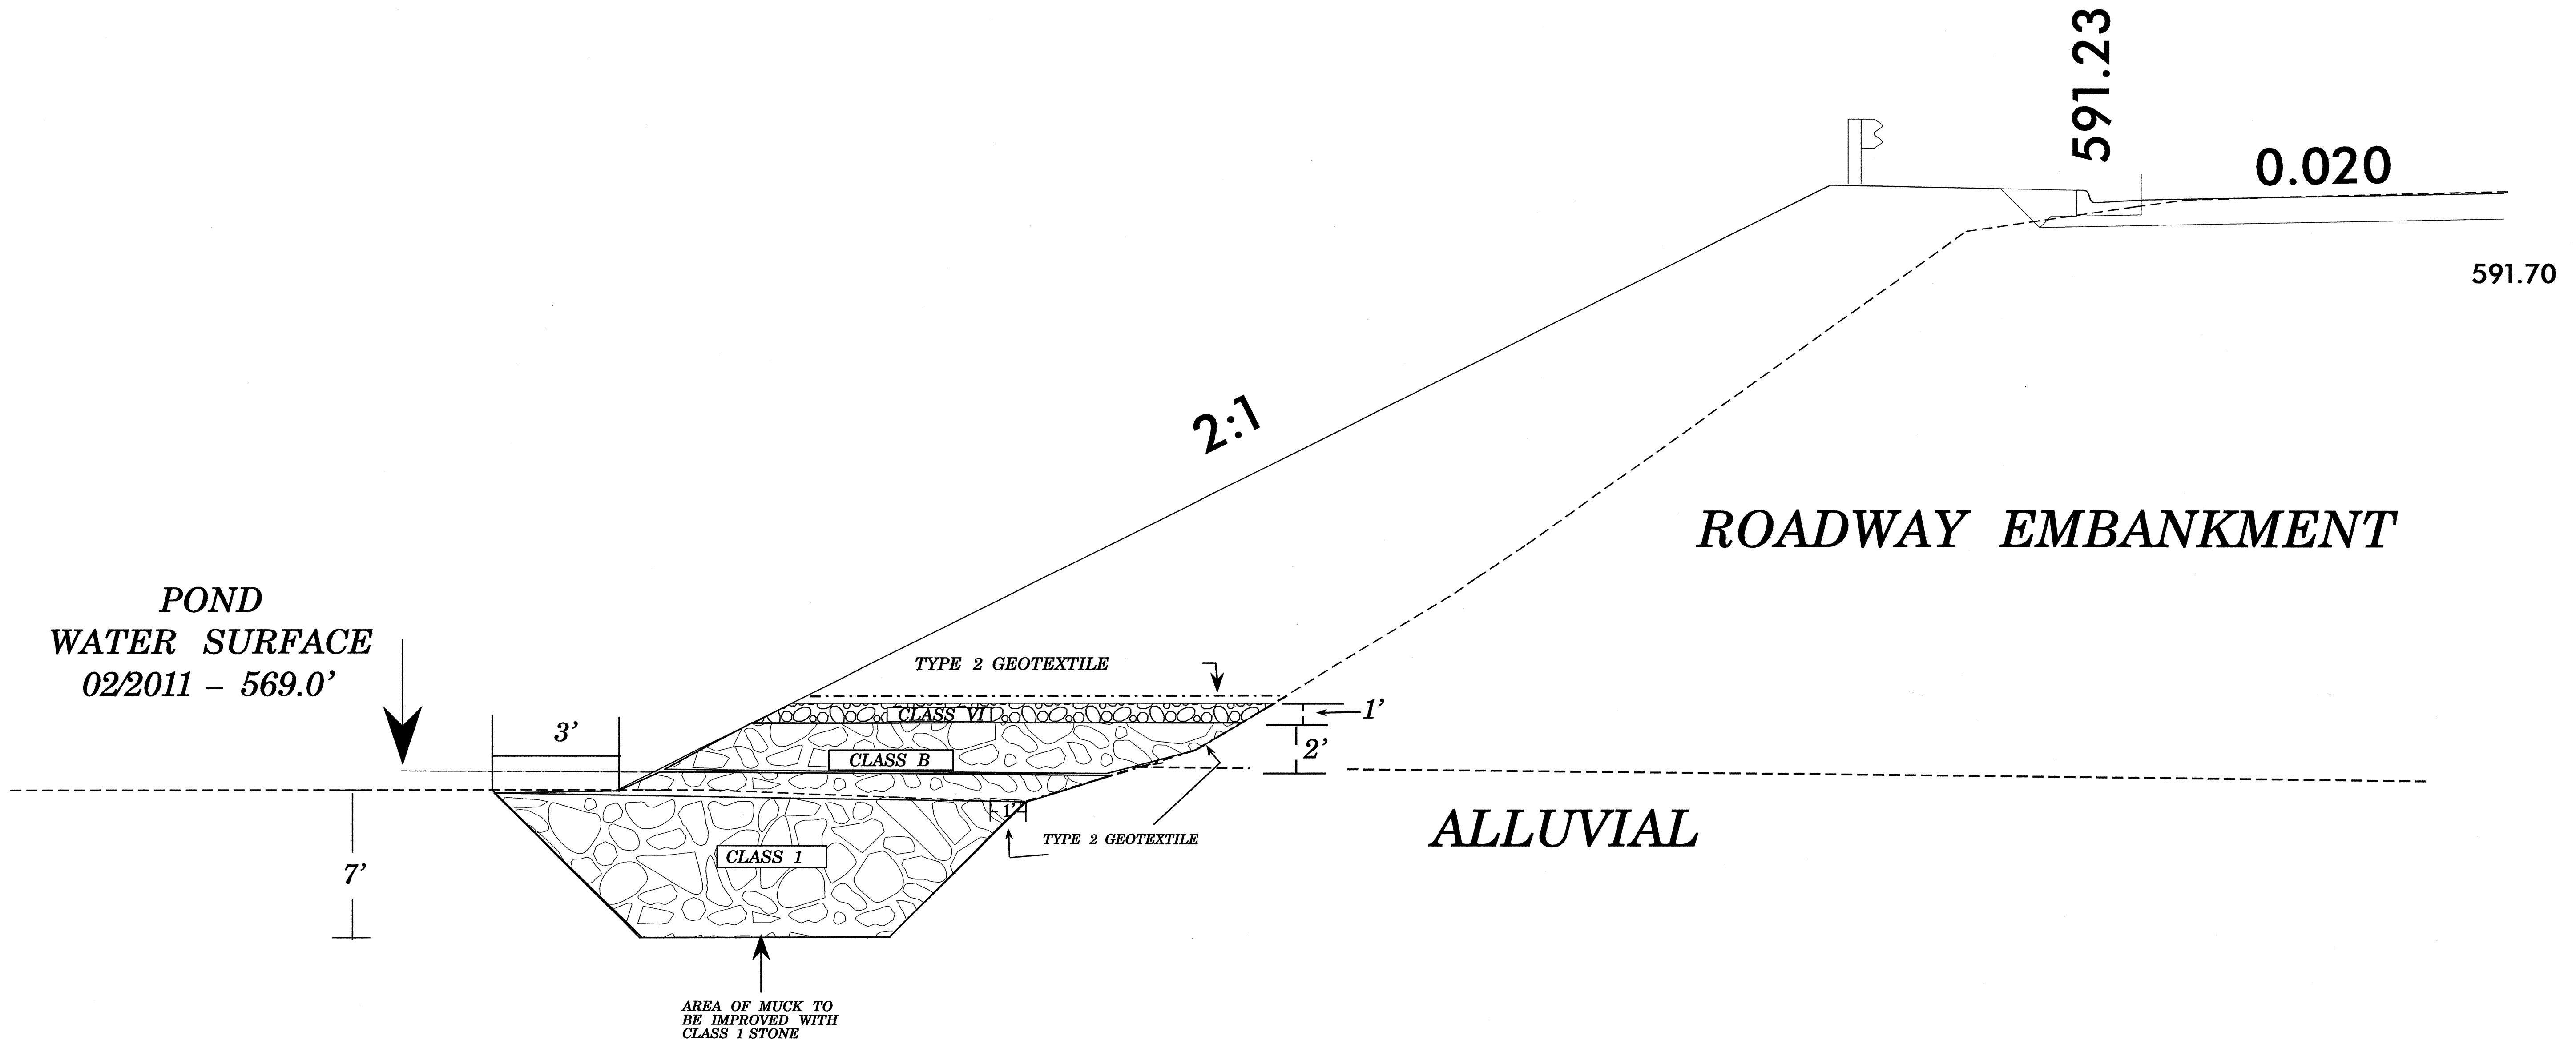 591.23
0.020
591.70
2:1
ROADWAY EMBANKMENT
POND
WATER SURFACE
02/2011 – 569.0’
TYPE 2 GEOTEXTILE
3’
CLASS VI
1’
2’
CLASS B
1’
ALLUVIAL
TYPE 2 GEOTEXTILE
CLASS 1
7’
AREA OF MUCK TO
BE IMPROVED WITH
CLASS 1 STONE